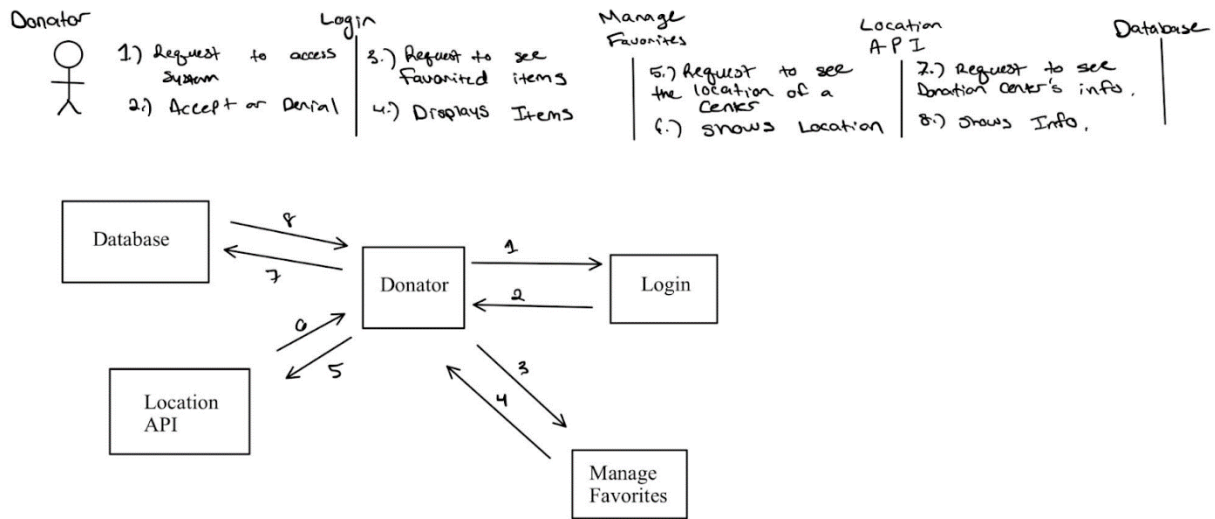 Donator
Login
Manage
Favorites
Location
API
Database
1.) Request to access
System
2.) Accept or Denial
3.) Request to see
Favorited items
4.) Displays Items
5.) Request to see
the location of a
Center
6.) Shows Location
7.) Request to see
Donation Center's info.
8.) Shows Info.
Database
8
7
Donator
1
2
Login
6
5
3
4
Location
API
Manage
Favorites